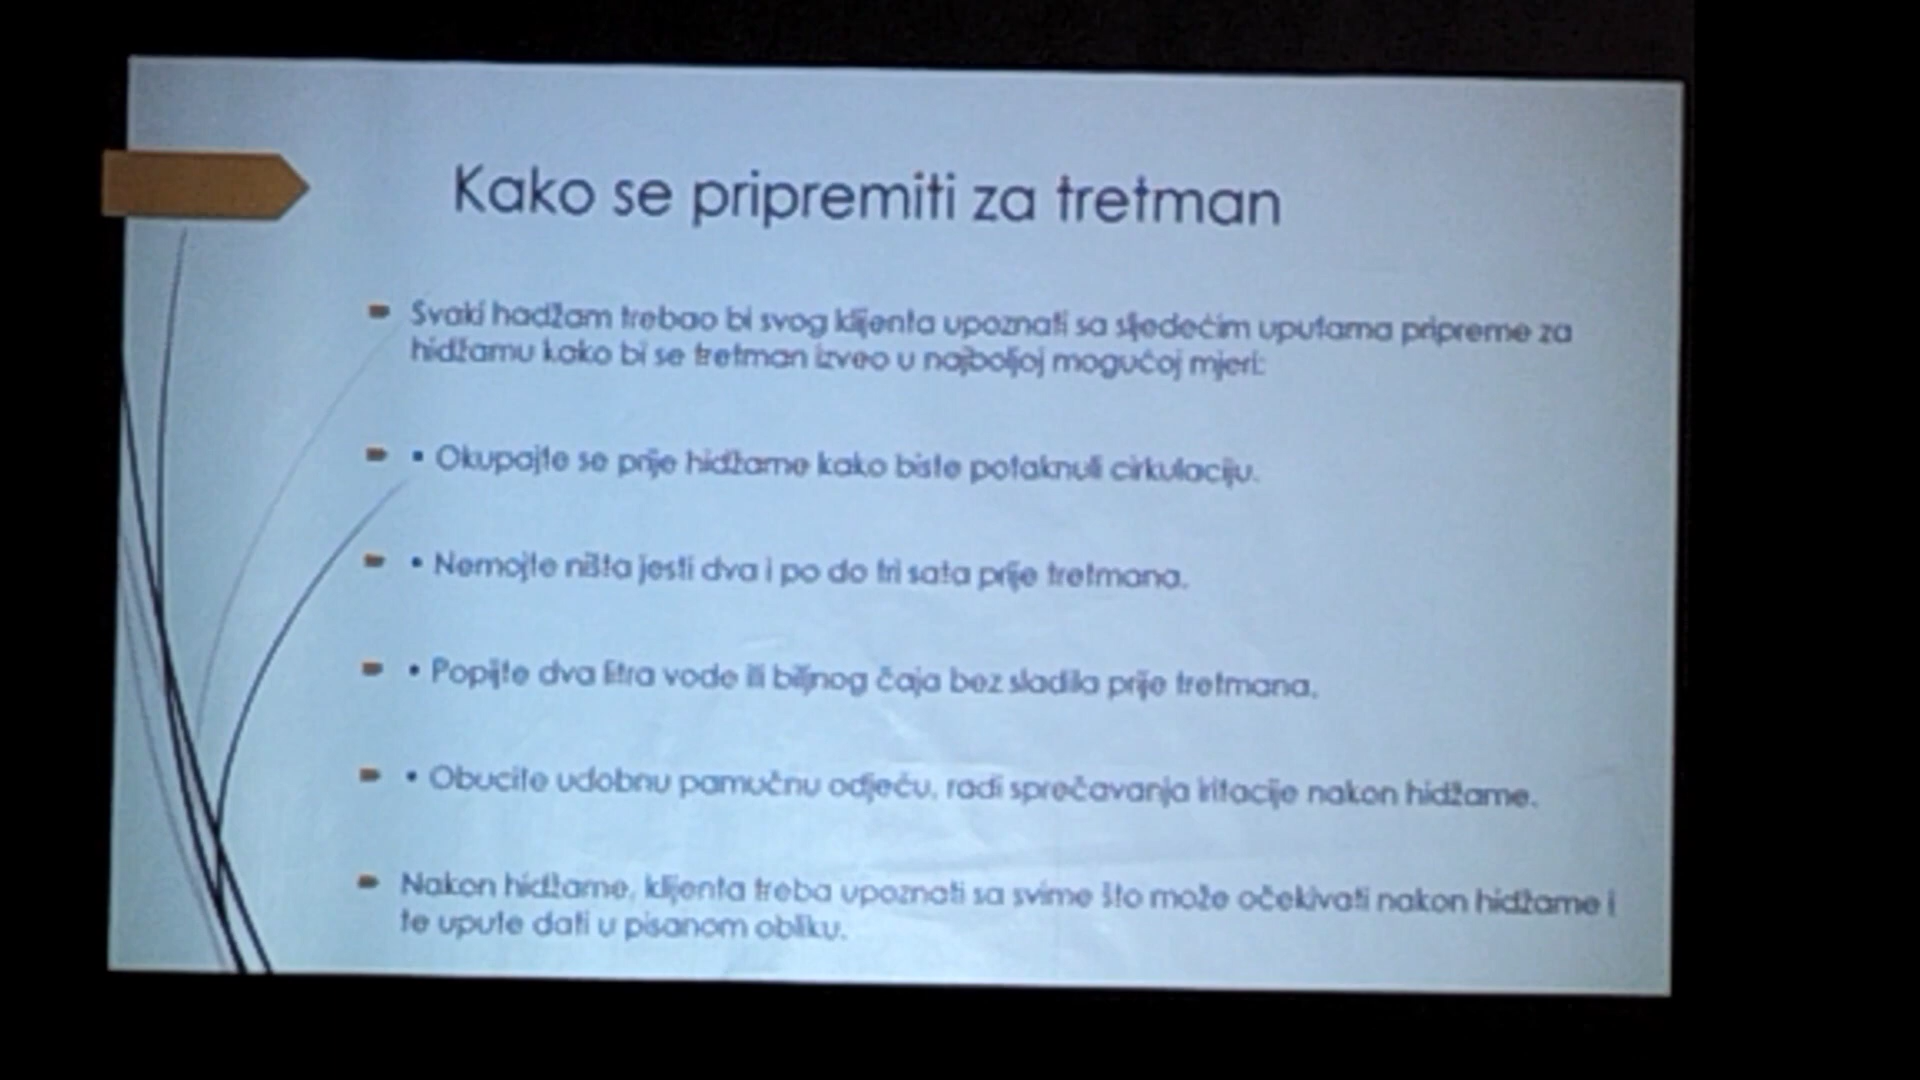 Kako se pripremiti za tretman
Svaki hadžam trebao bi svog klijenta upoznati sa sljedećim uputama pripreme za
hidžamu kako bi se tretman izveo u najboljoj mogućoj mjeri:
• Okupajte se prije hidžame kako biste potaknuli cirkulaciju.
• Nemojte ništa jesti dva i po do tri sata prije tretmana.
• Popijte dva litra vode ili biljnog čaja bez sladila prije tretmana.
• Obucite udobnu pamučnu odjeću, radi sprečavanja iritacije nakon hidžame.
Nakon hidžame, klijenta treba upoznati sa svime što može očekivati nakon hidžame i
te upute dati u pisanom obliku.